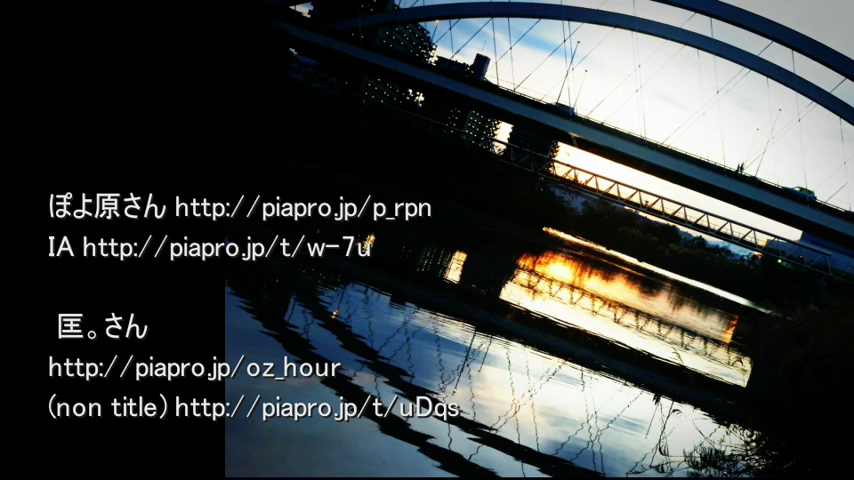 ぽよ原さん http://piapro.jp/p_rpn
IA http://piapro.jp/t/w-7u
匡。さん
http://piapro.jp/oz_hour
(non title) http://piapro.jp/t/uDqs